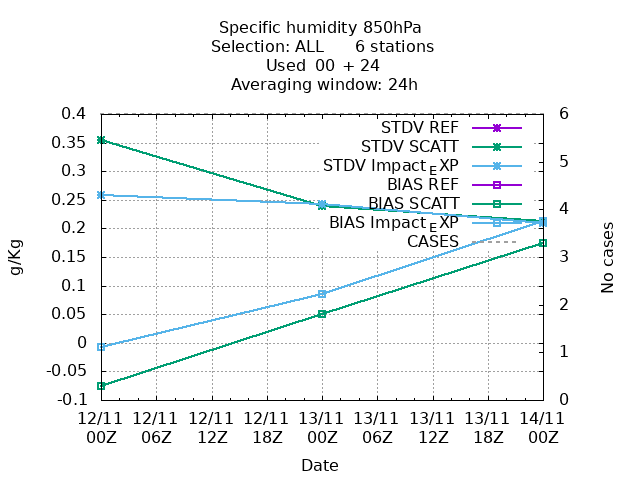 Specific humidity 850hPa
Selection: ALL 6 stations
Used 00 + 24
Averaging window: 24h
0.4
0.35
0.3
0.25
0.2
0.15
0.1
0.05
0
-0.05
-0.1
g/Kg
STDV REF
STDV SCATT
STDV Impact_EXP
BIAS REF
BIAS SCATT
BIAS Impact_EXP
CASES
6
5
4
3
2
1
0
No cases
12/11 12/11 12/11 12/11 13/11 13/11 13/11 13/11 14/11
00Z 06Z 12Z 18Z 00Z 06Z 12Z 18Z 00Z
Date